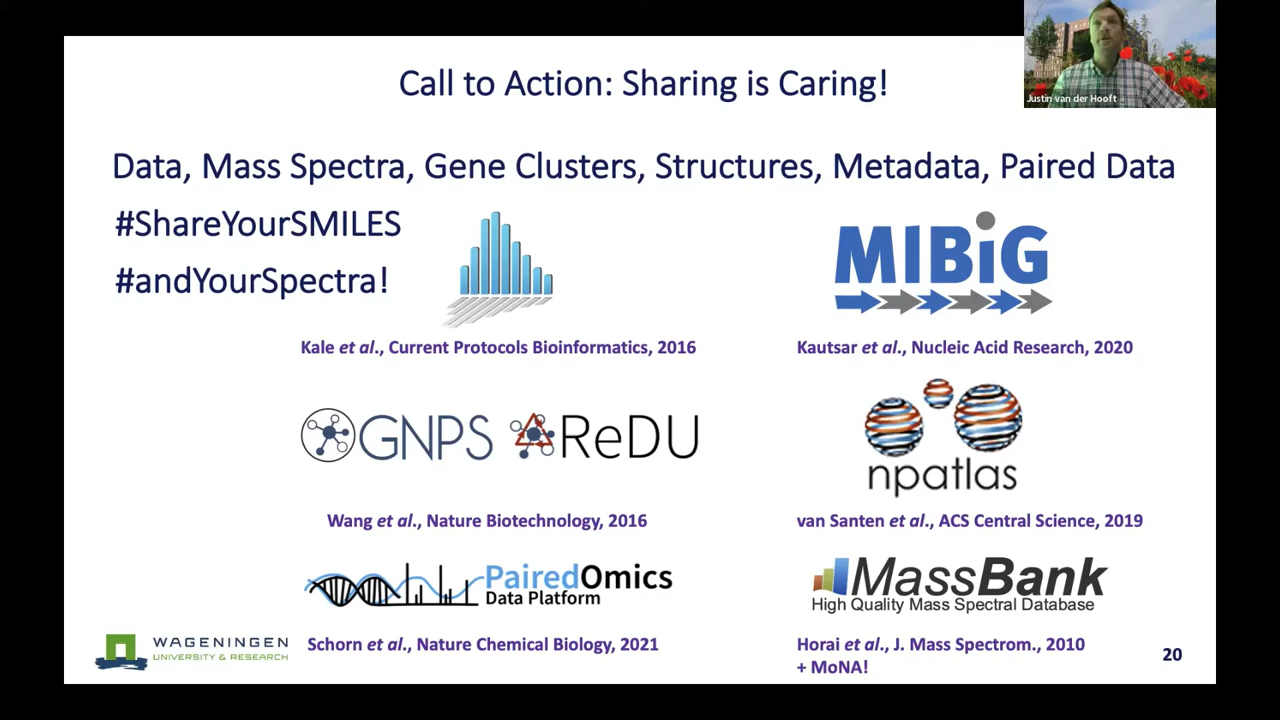 Call to Action: Sharing is Caring!
Justin van der Hooft
Data, Mass Spectra, Gene Clusters, Structures, Metadata, Paired Data
#ShareYourSMILES
#andYourSpectra!
MIBiG
Kale et al., Current Protocols Bioinformatics, 2016
Kautsar et al., Nucleic Acid Research, 2020
GNPS ReDU
npatlas
Wang et al., Nature Biotechnology, 2016
van Santen et al., ACS Central Science, 2019
PairedOmics
Data Platform
MassBank
High Quality Mass Spectral Database
WAGENINGEN
UNIVERSITY & RESEARCH
Schorn et al., Nature Chemical Biology, 2021
Horai et al., J. Mass Spectrom., 2010
+ MoNA!
20